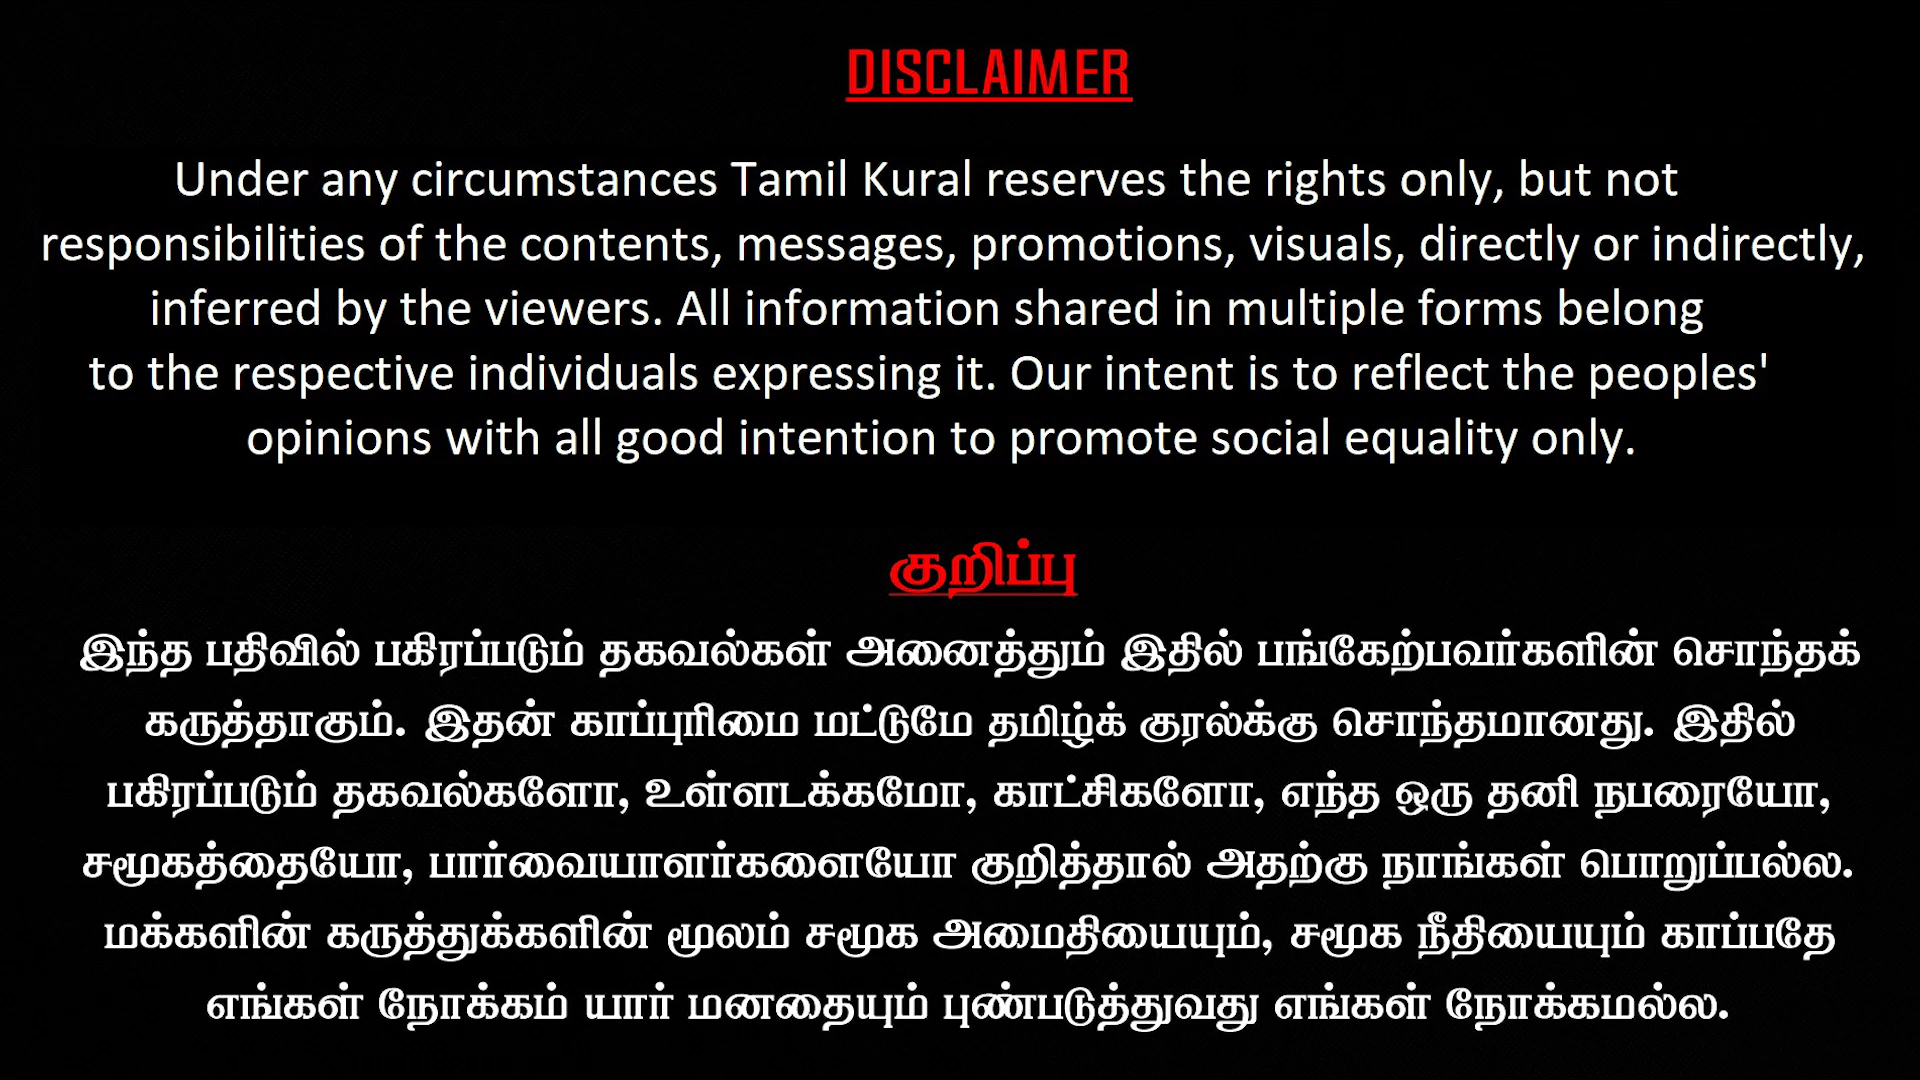 DISCLAIMER
Under any circumstances Tamil Kural reserves the rights only, but not
responsibilities of the contents, messages, promotions, visuals, directly or indirectly,
inferred by the viewers. All information shared in multiple forms belong
to the respective individuals expressing it. Our intent is to reflect the peoples'
opinions with all good intention to promote social equality only.
குறிப்பு
இந்த பதிவில் பகிரப்படும் தகவல்கள் அனைத்தும் இதில் பங்கேற்பவர்களின் சொந்தக்
கருத்தாகும். இதன் காப்புரிமை மட்டுமே தமிழ்க் குரல்க்கு சொந்தமானது. இதில்
பகிரப்படும் தகவல்களோ, உள்ளடக்கமோ, காட்சிகளோ, எந்த ஒரு தனி நபரையோ,
சமூகத்தையோ, பார்வையாளர்களையோ குறித்தால் அதற்கு நாங்கள் பொறுப்பல்ல.
மக்களின் கருத்துக்களின் மூலம் சமூக அமைதியையும், சமூக நீதியையும் காப்பதே
எங்கள் நோக்கம் யார் மனதையும் புண்படுத்துவது எங்கள் நோக்கமல்ல.